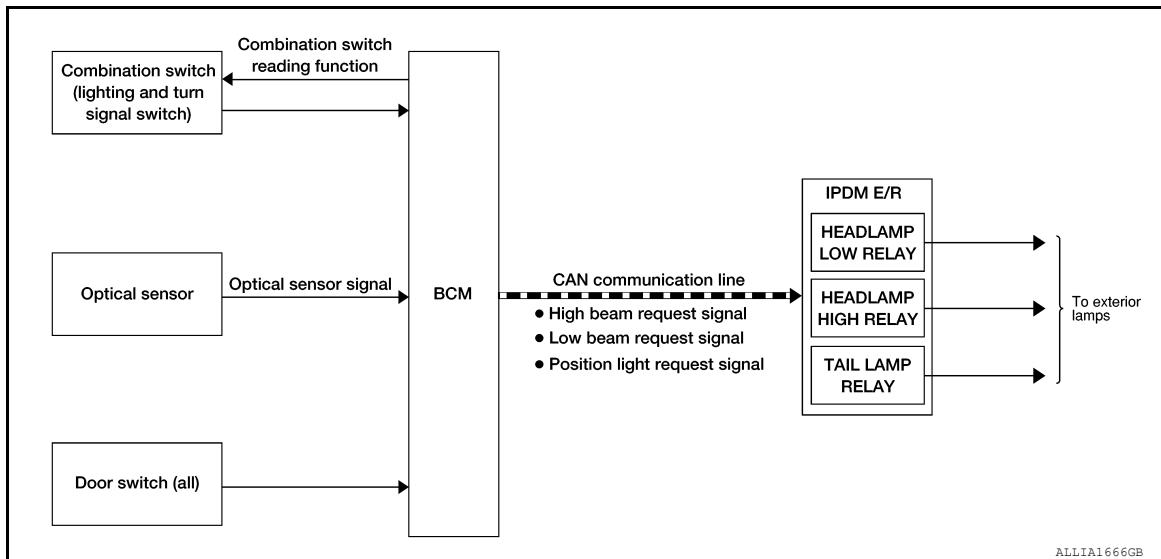 Combination switch
reading function
Combination switch
(lighting and turn
signal switch)
Optical sensor
Optical sensor signal
Door switch (all)
BCM
CAN communication line
● High beam request signal
● Low beam request signal
● Position light request signal
IPDM E/R
HEADLAMP
LOW RELAY
HEADLAMP
HIGH RELAY
TAIL LAMP
RELAY
To exterior
lamps
ALLIA1666GB